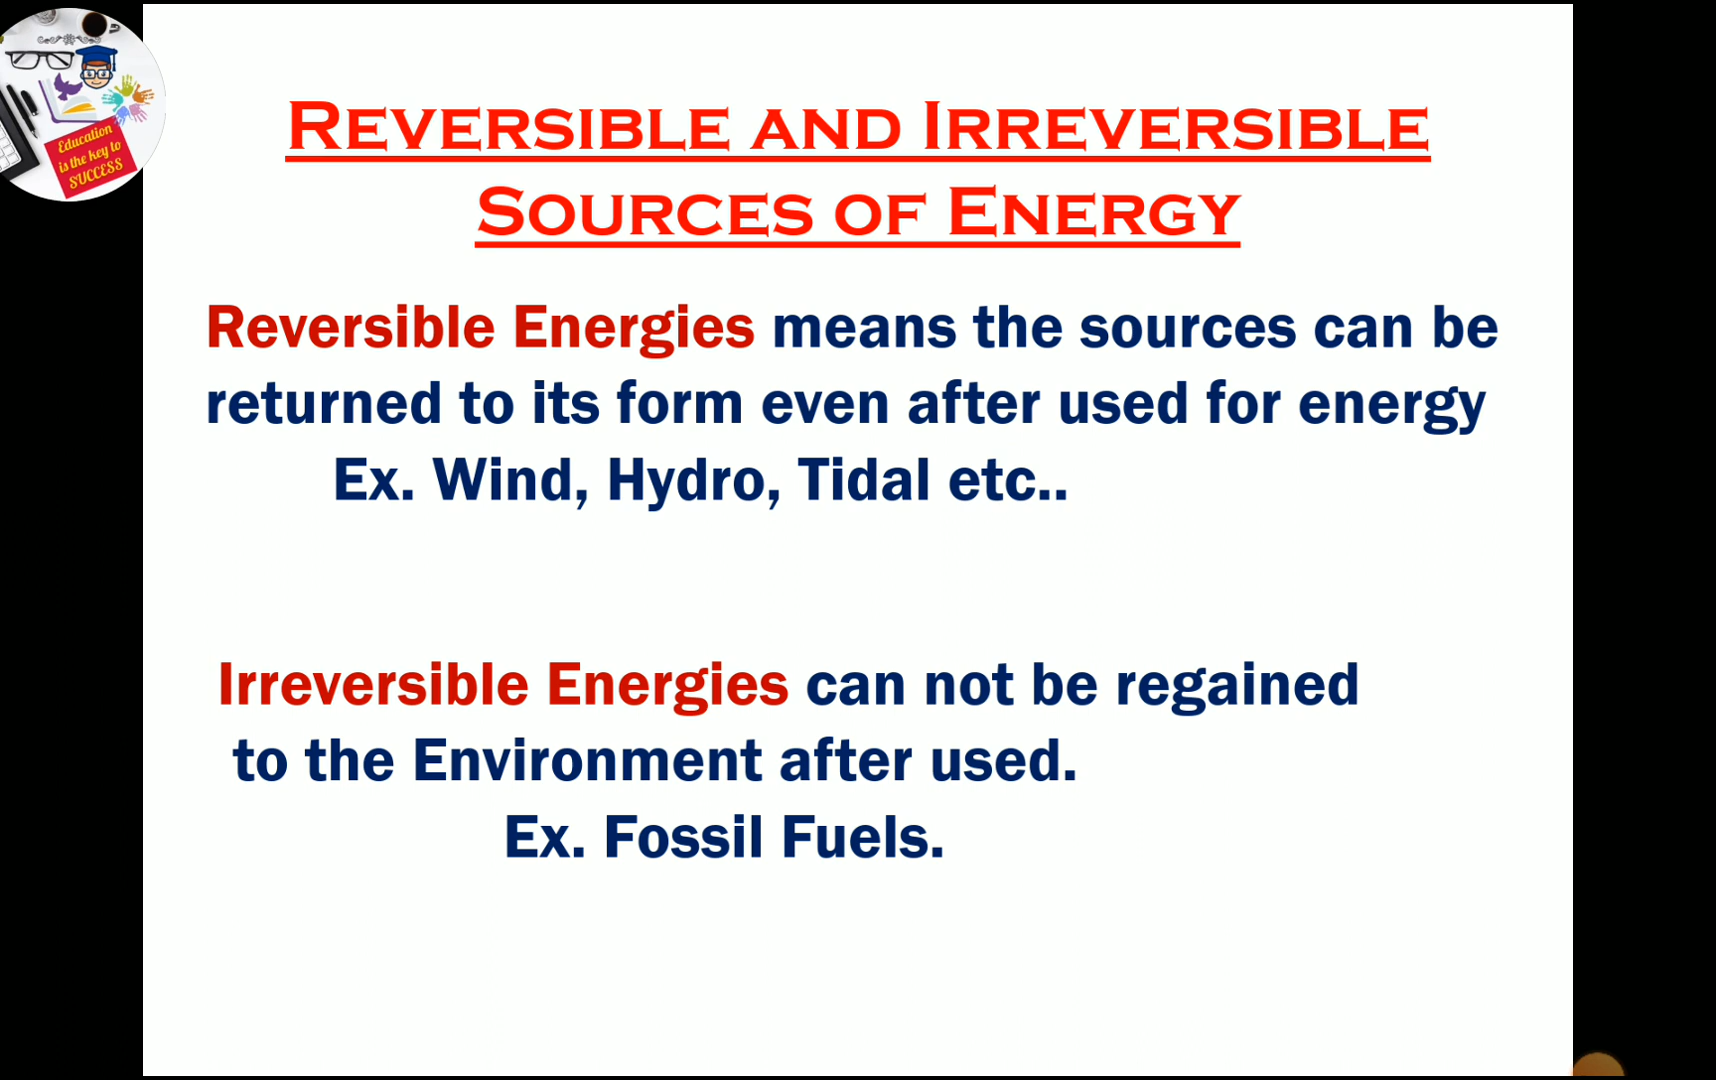 Education
is the key to
SUCCESS
REVERSIBLE AND IRREVERSIBLE
SOURCES OF ENERGY
Reversible Energies means the sources can be
returned to its form even after used for energy
Ex. Wind, Hydro, Tidal etc..
Irreversible Energies can not be regained
to the Environment after used.
Ex. Fossil Fuels.